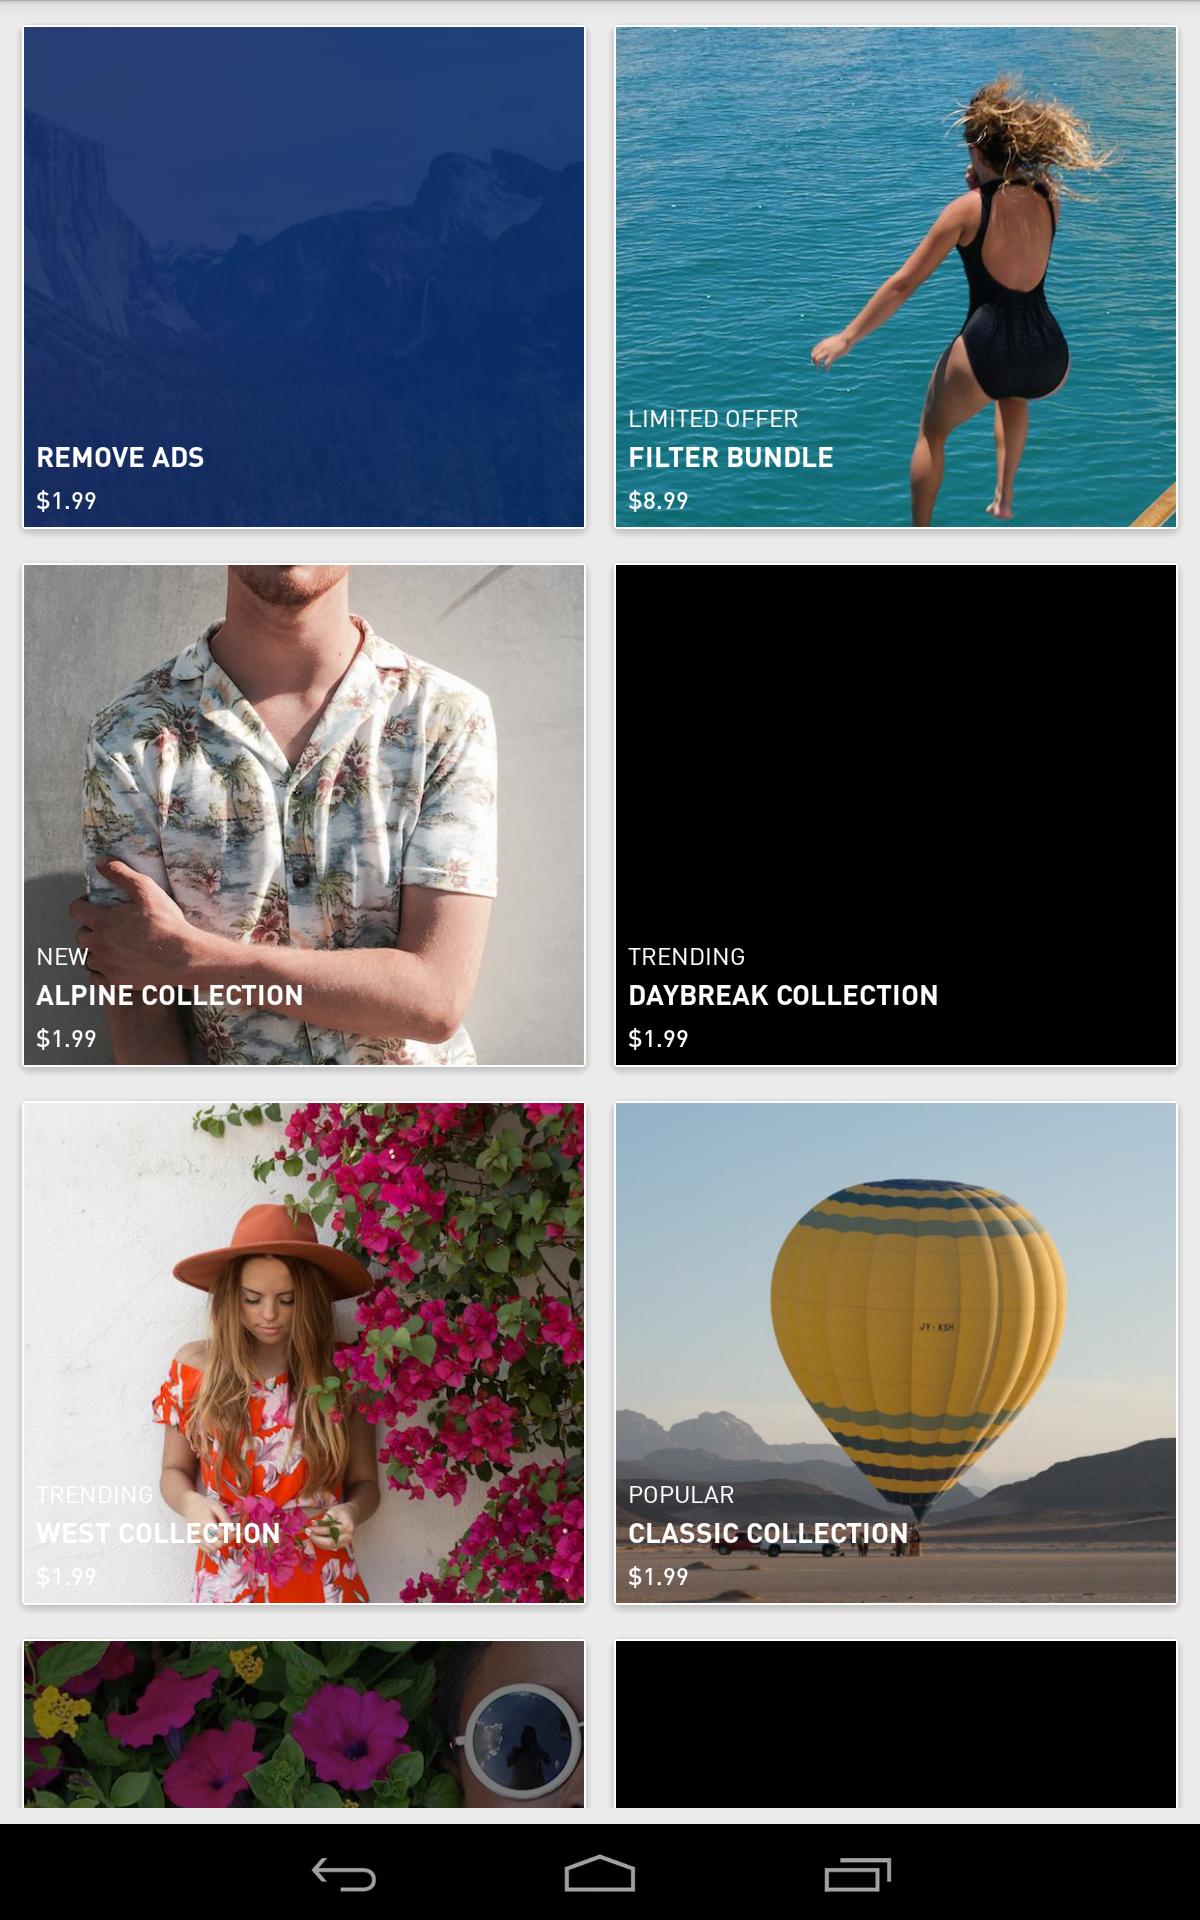 REMOVE ADS
$1.99
LIMITED OFFER
FILTER BUNDLE
$8.99
NEW
ALPINE COLLECTION
$1.99
TRENDING
DAYBREAK COLLECTION
$1.99
TRENDING
WEST COLLECTION
$1.99
JY-KSH
POPULAR
CLASSIC COLLECTION
$1.99